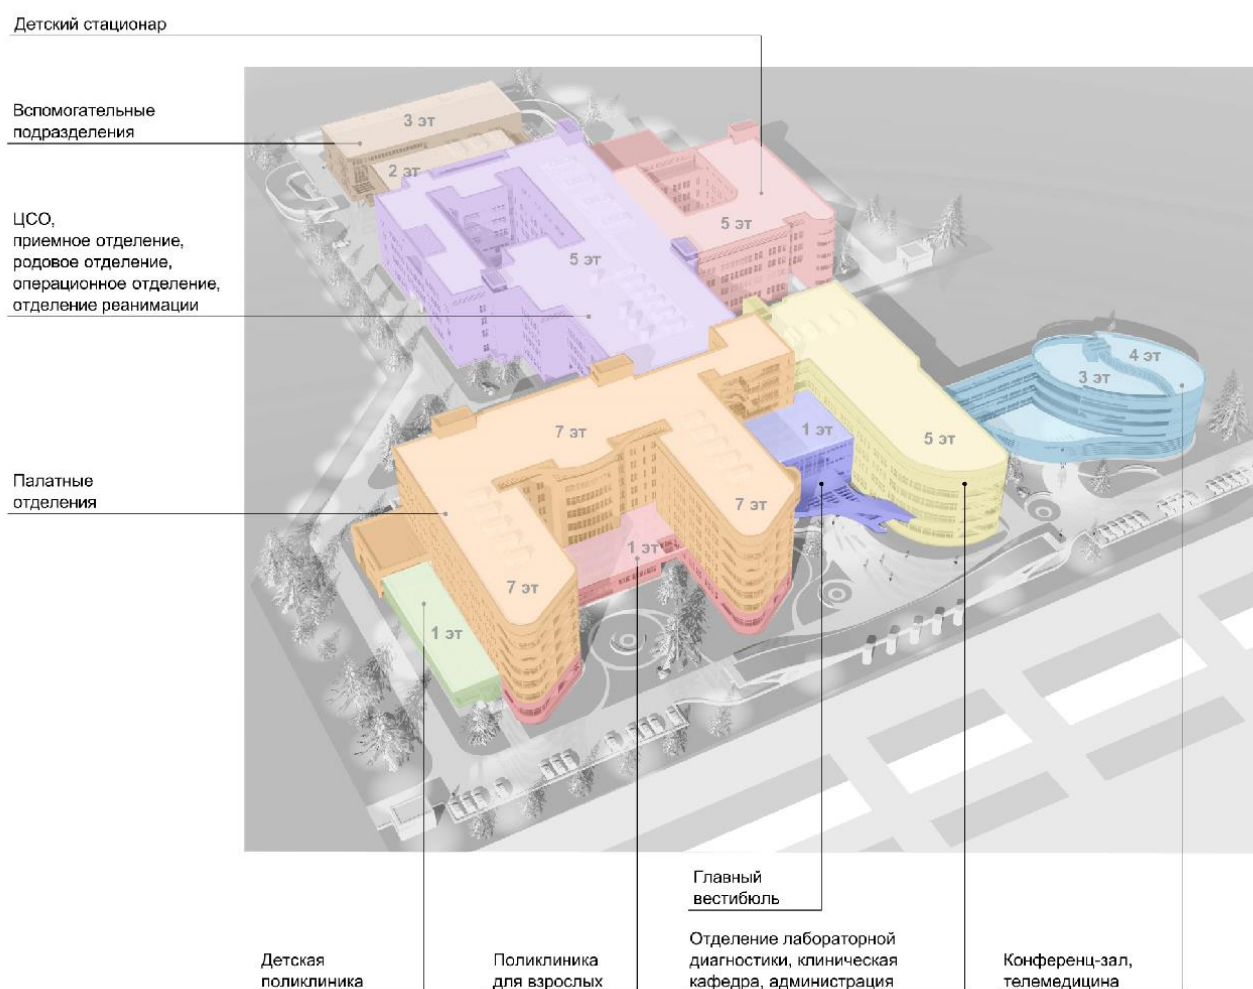 Детский стационар
Вспомогательные
подразделения
3 эт
2 эт
ЦСО,
приемное отделение,
родовое отделение,
операционное отделение,
отделение реанимации
5 эт
5 эт
4 эт
3 эт
7 эт
1 эт
5 эт
Палатные
отделения
7 эт
1 эт
7 эт
1 эт
Главный
вестибюль
Детская
поликлиника
Поликлиника
для взрослых
Отделение лабораторной
диагностики, клиническая
кафедра, администрация
Конференц-зал,
телемедицина